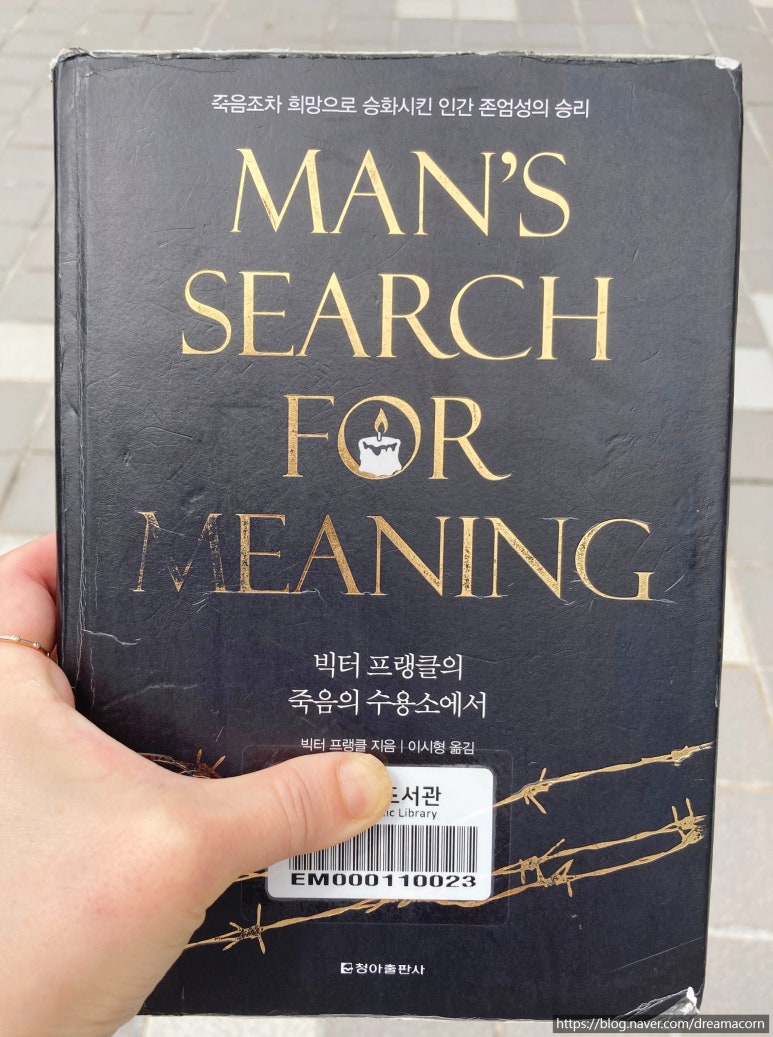 죽음조차 희망으로 승화시킨 인간 존엄성의 승리
MAN'S
SEARCH
FOR
MEANING
빅터 프랭클의
죽음의 수용소에서
빅터 프랭클 지음 | 이시형 옮김
도서관
Library
EM000110023
청아출판사
https://blog.naver.com/dreamacorn